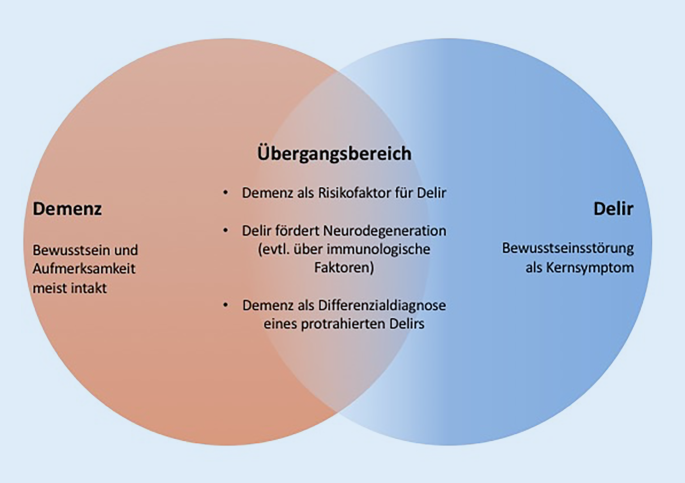 Übergangsbereich
• Demenz als Risikofaktor für Delir
• Delir fördert Neurodegeneration
(evtl. über immunologische
Faktoren)
• Demenz als Differenzialdiagnose
eines protrahierten Delirs
Demenz
Bewusstsein und
Aufmerksamkeit
meist intakt
Delir
Bewusstseinsstörung
als Kernsymptom